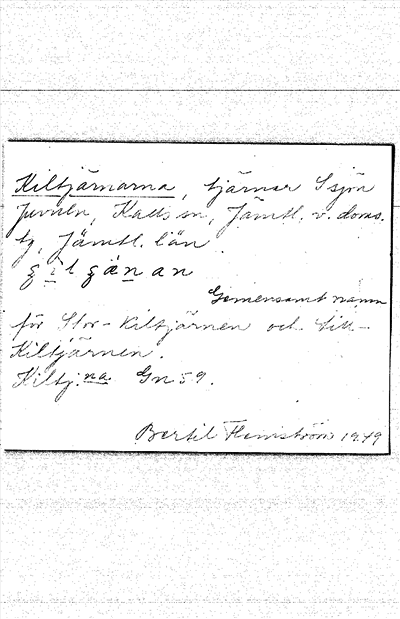 Kiltjärnarna, tjärnar S sjön
Juvuln, Kalls sn, Jämtl. v. doms.
tg, Jämtl. län
Gemensamt namn
för Stor-Kiltjärnen och Lill-
Kiltjärnen.
Kiltj:na Gn 59.
Bertil Flemström 1949